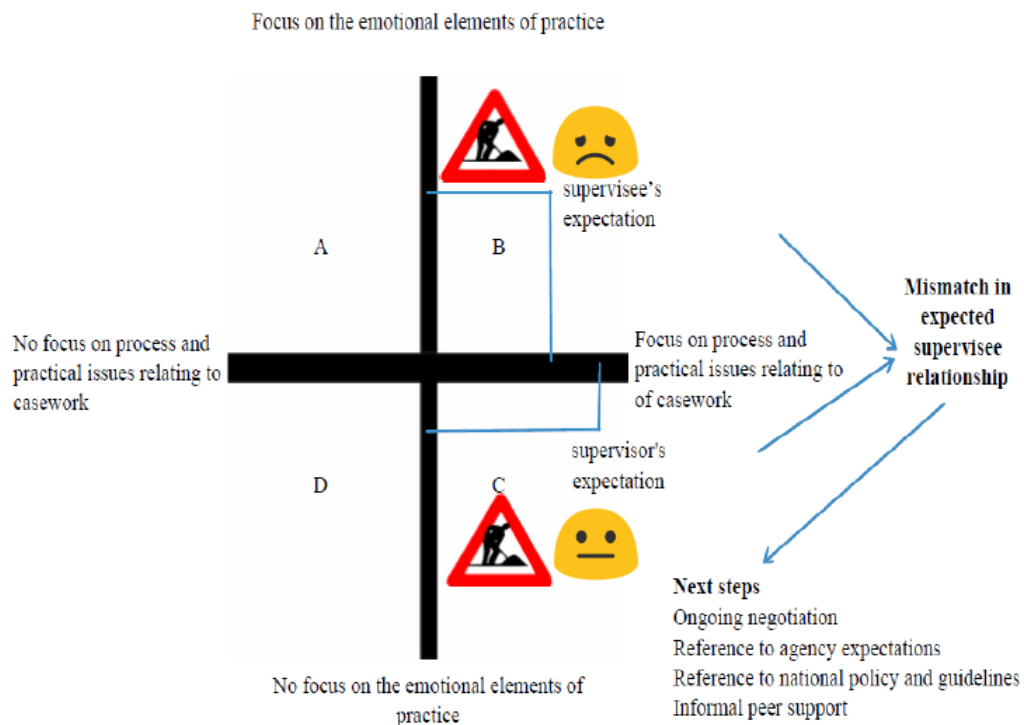 Focus on the emotional elements of practice
supervisee's
expectation
A
B
No focus on process and
practical issues relating to
casework
Focus on process and
practical issues relating to
of casework
Mismatch in
expected
supervisee
relationship
supervisor's
expectation
D
C
Next steps
Ongoing negotiation
Reference to agency expectations
Reference to national policy and guidelines
Informal peer support
No focus on the emotional elements of
practice